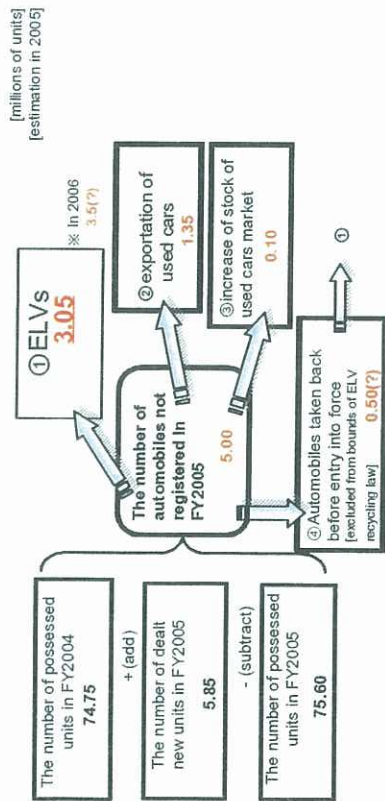 [millions of units]
[estimation in 2005]
The number of possessed
units in FY2004
74.75
+ (add)
The number of dealt
new units in FY2005
5.85
- (subtract)
The number of possessed
units in FY2005
75.60
The number of
automobiles not
registered In
FY2005
5.00
①ELVs
3.05
※ In 2006
3.5(?)
②exportation of
used cars
1.35
③increase of stock of
used cars market
0.10
④Automobiles taken back
before entry into force
[excluded from bounds of ELV
recycling law]
0.50(?)
①